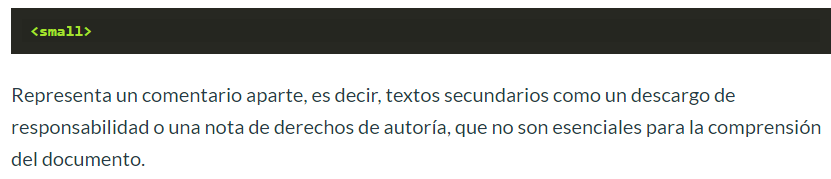 <small>
Representa un comentario aparte, es decir, textos secundarios como un descargo de
responsabilidad o una nota de derechos de autoría, que no son esenciales para la comprensión
del documento.